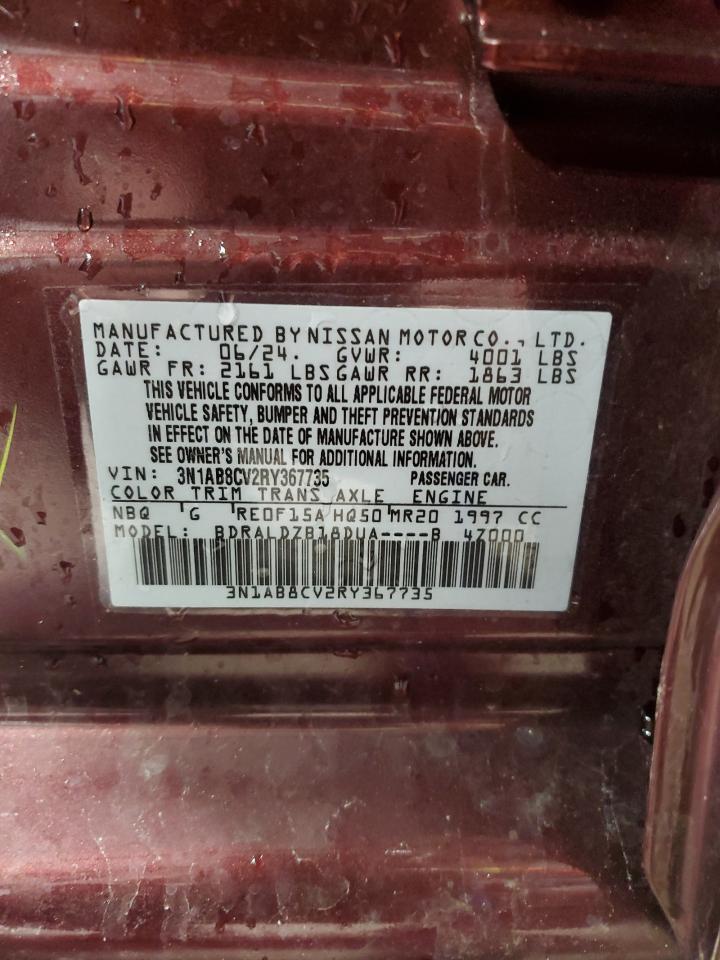 MANUFACTURED BY NISSAN MOTOR CO., LTD.
DATE: 06/24. GVWR: 4001 LBS
GAWR FR: 2161 LBS GAWR RR: 1863 LBS
THIS VEHICLE CONFORMS TO ALL APPLICABLE FEDERAL MOTOR
VEHICLE SAFETY, BUMPER AND THEFT PREVENTION STANDARDS
IN EFFECT ON THE DATE OF MANUFACTURE SHOWN ABOVE.
SEE OWNER'S MANUAL FOR ADDITIONAL INFORMATION.
VIN: 3N1AB8CV2RY367735 PASSENGER CAR.
COLOR TRIM TRANS AXLE ENGINE
NBQ G RE0F15A HQ50 MR20 1997 CC
MODEL: BDRALDZB18DUA----B 4Z000
3N1AB8CV2RY367735